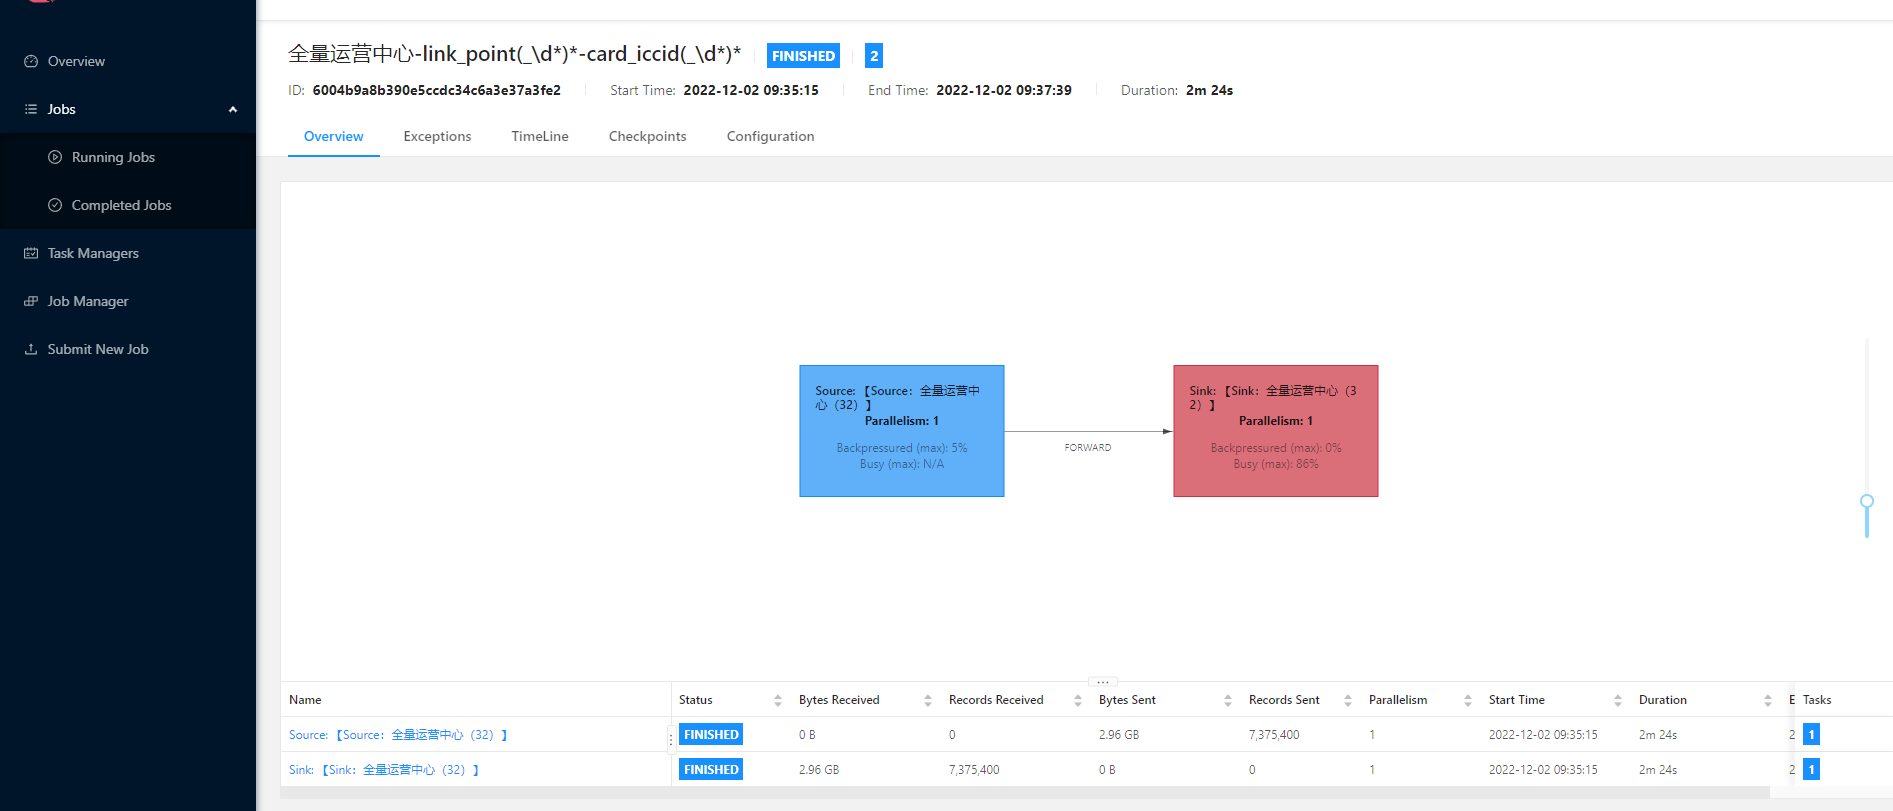 Overview
Jobs
Running Jobs
Completed Jobs
Task Managers
Job Manager
Submit New Job
全量运营中心-link_point(_\d*)*-card_iccid(_\d*)* FINISHED 2
ID: 6004b9a8b390e5ccdc34c6a3e37a3fe2 Start Time: 2022-12-02 09:35:15 End Time: 2022-12-02 09:37:39 Duration: 2m 24s
Overview Exceptions TimeLine Checkpoints Configuration
Source: 【Source：全量运营中
心（32）】
Parallelism: 1
Backpressured (max): 5%
Busy (max): N/A
FORWARD
Sink: 【Sink：全量运营中心（3
2）】
Parallelism: 1
Backpressured (max): 0%
Busy (max): 86%
Name Status Bytes Received Records Received Bytes Sent Records Sent Parallelism Start Time Duration E Tasks
Source: 【Source：全量运营中心（32）】 FINISHED 0 B 0 2.96 GB 7,375,400 1 2022-12-02 09:35:15 2m 24s 2 1
Sink: 【Sink：全量运营中心（32）】 FINISHED 2.96 GB 7,375,400 0 B 0 1 2022-12-02 09:35:15 2m 24s 2 1